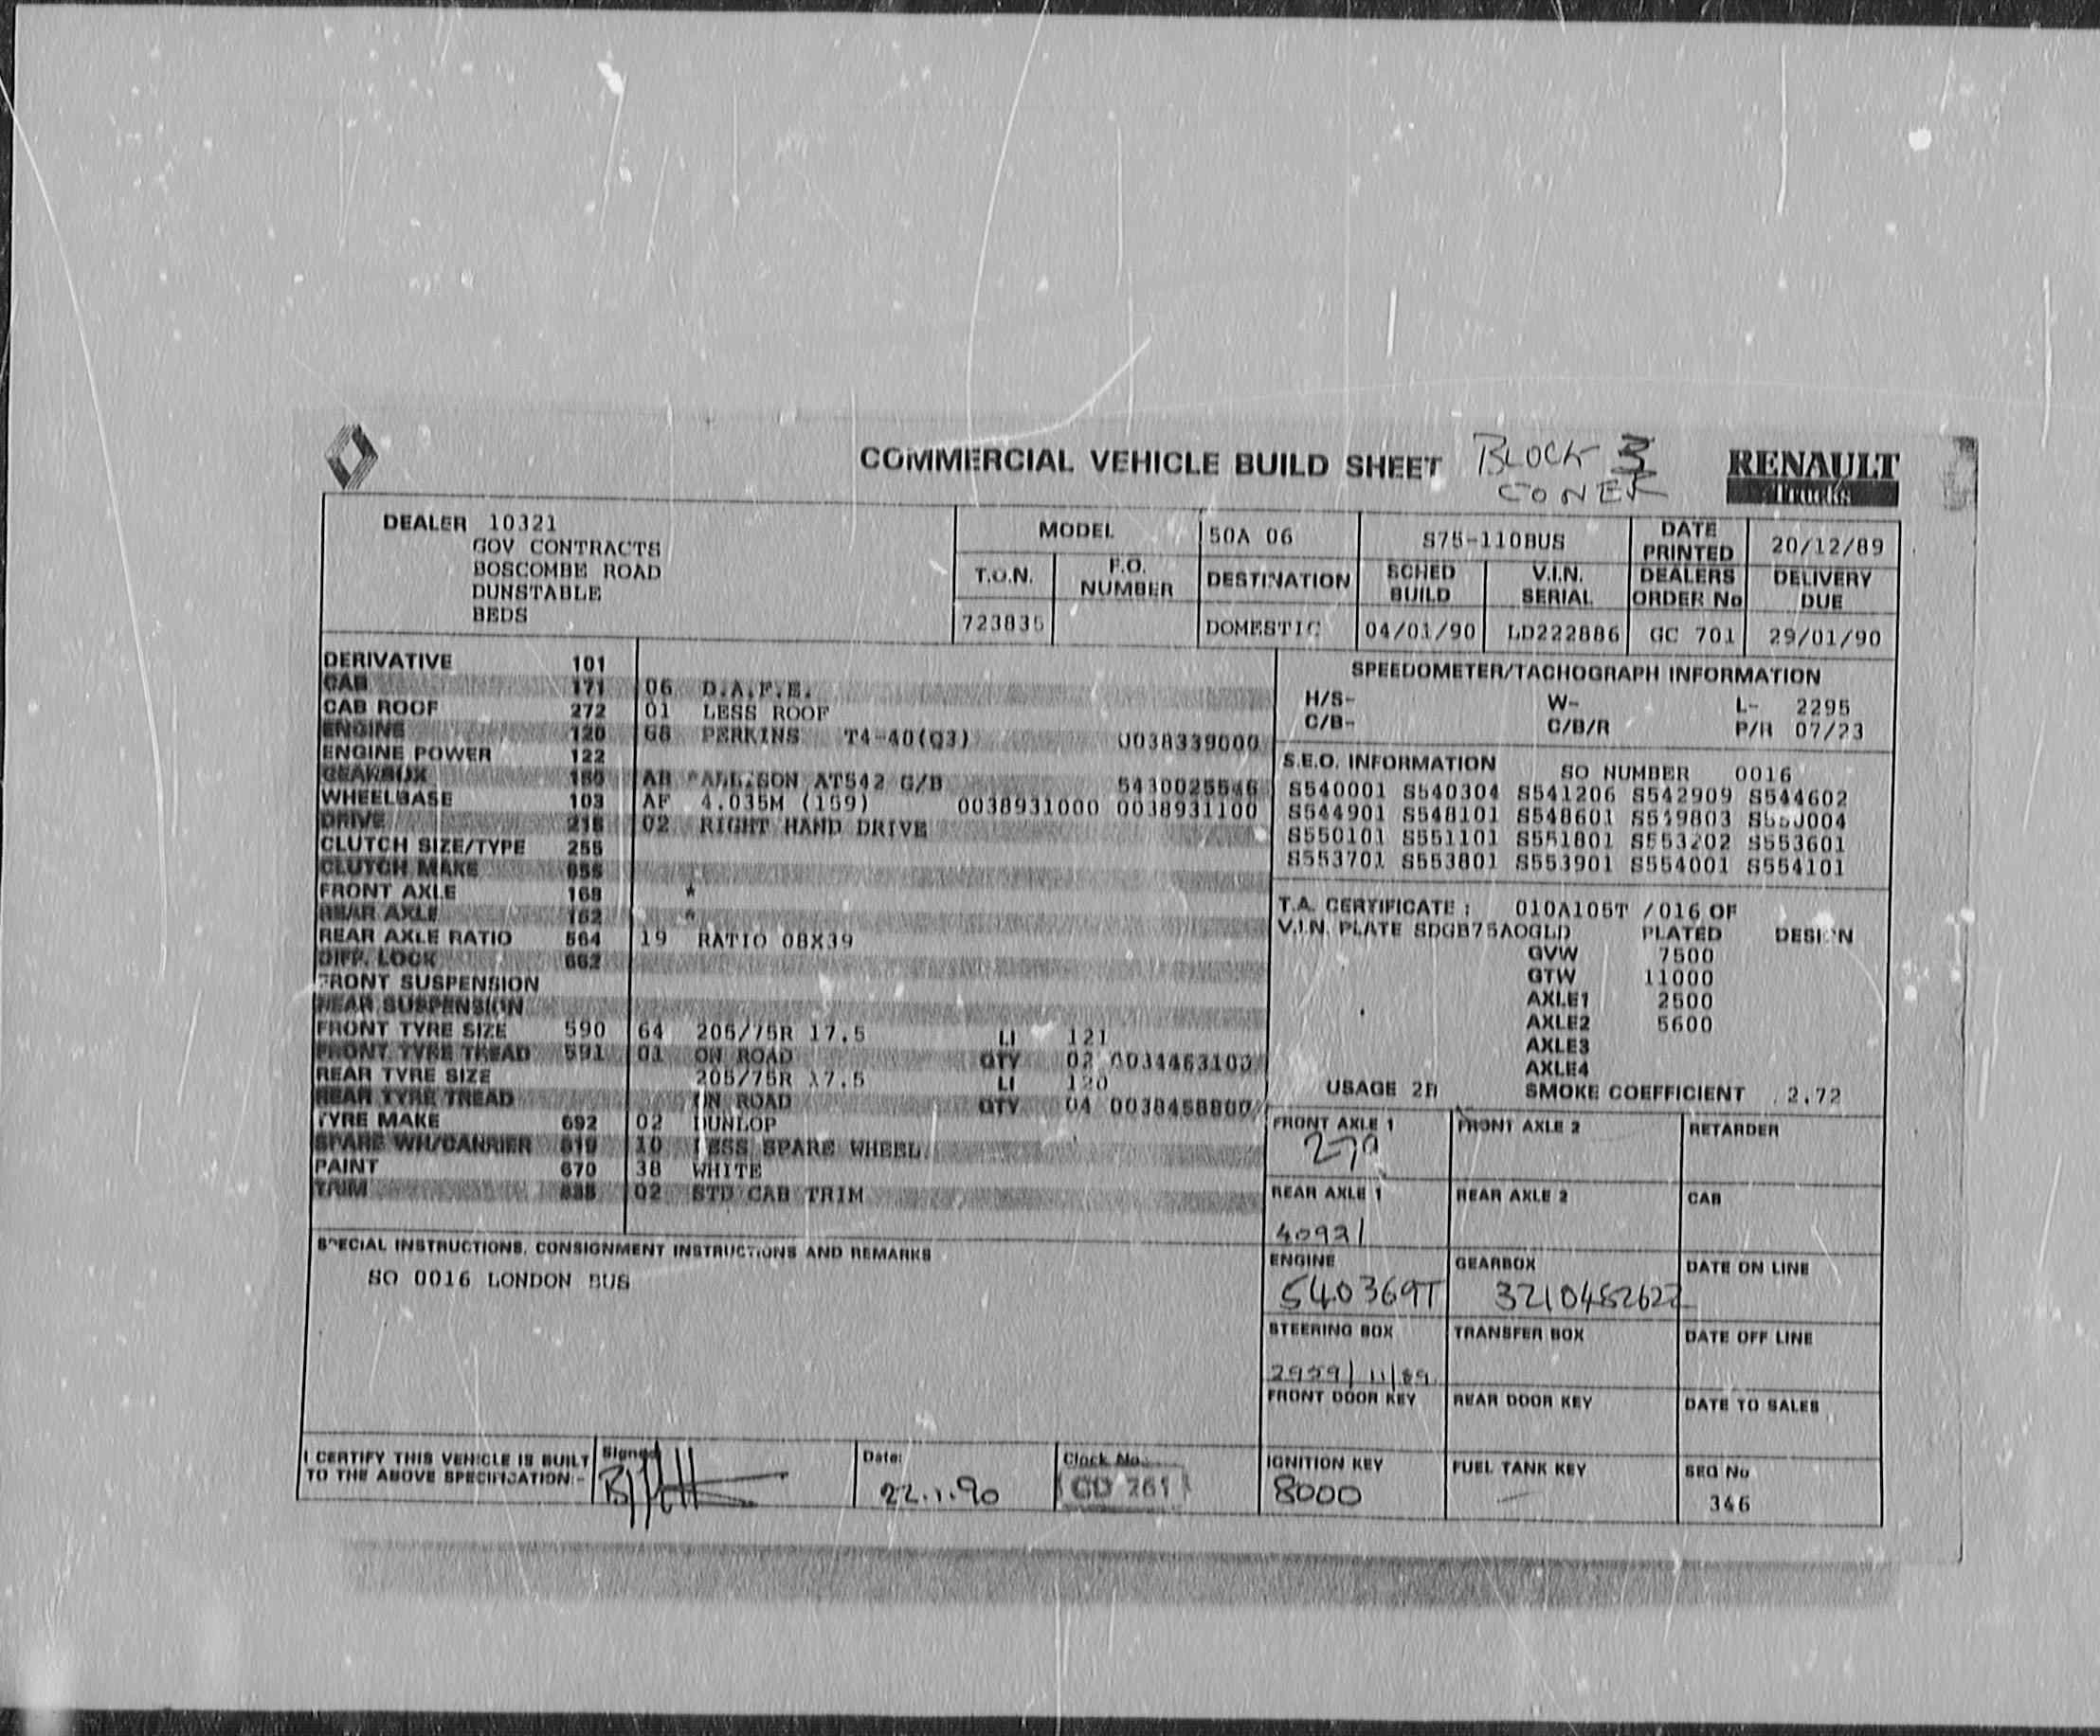 COMMERCIAL VEHICLE BUILD SHEET
BLOCK 3
CONER
RENAULT
Trucks
DEALER 10321
GOV CONTRACTS
BOSCOMBE ROAD
DUNSTABLE
BEDS
MODEL 50A 06 S75-110BUS DATE PRINTED 20/12/89
T.O.N. F.O. NUMBER DESTINATION SCHED BUILD V.I.N. SERIAL DEALERS ORDER No DELIVERY DUE
723835 DOMESTIC 04/01/90 LD222886 GC 701 29/01/90
DERIVATIVE 101
CAB 171 06 D.A.F.E.
CAB ROOF 272 01 LESS ROOF
ENGINE 120 G8 PERKINS T4-40(Q3) 0038339000
ENGINE POWER 122
GEARBOX AB *ALLISON AT542 G/B 5430025546
WHEELBASE 103 AF 4.035M (159) 0038931000 0038931100
DRIVE 216 02 RIGHT HAND DRIVE
CLUTCH SIZE/TYPE 255
CLUTCH MAKE
FRONT AXLE 168 *
REAR AXLE 162 *
REAR AXLE RATIO 564 19 RATIO 08X39
DIFF. LOCK 662
FRONT SUSPENSION
REAR SUSPENSION
FRONT TYRE SIZE 590 64 205/75R 17.5 LI 121
FRONT TYRE TREAD 591 01 ON ROAD QTY 02 0034463100
REAR TYRE SIZE 205/75R 17.5 LI 120
REAR TYRE TREAD ON ROAD QTY 04 0038458800
TYRE MAKE 692 02 DUNLOP
SPARE WH/CARRIER 610 10 LESS SPARE WHEEL
PAINT 670 38 WHITE
TRIM 02 STD CAB TRIM
SPEEDOMETER/TACHOGRAPH INFORMATION
H/S- W- L- 2295
C/B- C/B/R P/R 07/23
S.E.O. INFORMATION SO NUMBER 0016
S540001 S540304 S541206 S542909 S544602
S544901 S548101 S548601 S549803 S550004
S550101 S551101 S551801 S553202 S553601
S553701 S553801 S553901 S554001 S554101
T.A. CERTIFICATE : 010A105T /016 OF
V.I.N. PLATE SDGB75AOGLD PLATED DESIGN
GVW 7500
GTW 11000
AXLE1 2500
AXLE2 5600
AXLE3
AXLE4
USAGE 2B SMOKE COEFFICIENT 2.72
FRONT AXLE 1 FRONT AXLE 2 RETARDER
REAR AXLE 1 REAR AXLE 2 CAB
40921
ENGINE GEARBOX DATE ON LINE
540369T 3210452622
STEERING BOX TRANSFER BOX DATE OFF LINE
2959/11/89
FRONT DOOR KEY REAR DOOR KEY DATE TO SALES
IGNITION KEY FUEL TANK KEY SEQ No
8000 — 346
SPECIAL INSTRUCTIONS, CONSIGNMENT INSTRUCTIONS AND REMARKS
SO 0016 LONDON BUS
I CERTIFY THIS VEHICLE IS BUILT
TO THE ABOVE SPECIFICATION:-
Signed
Date:
22.1.90
Clock No.
CD 261